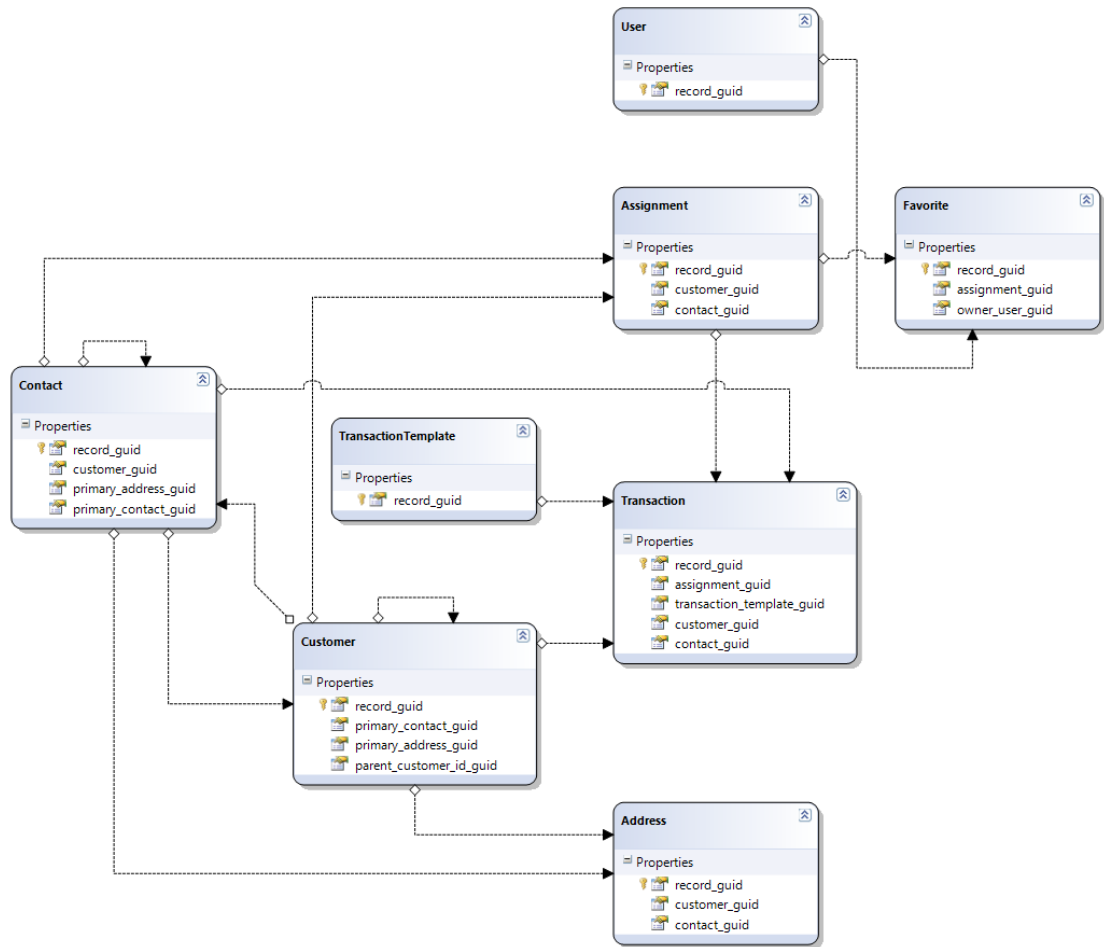 User
Properties
record_guid
Assignment
Properties
record_guid
customer_guid
contact_guid
Favorite
Properties
record_guid
assignment_guid
owner_user_guid
Contact
Properties
record_guid
customer_guid
primary_address_guid
primary_contact_guid
TransactionTemplate
Properties
record_guid
Transaction
Properties
record_guid
assignment_guid
transaction_template_guid
customer_guid
contact_guid
Customer
Properties
record_guid
primary_contact_guid
primary_address_guid
parent_customer_id_guid
Address
Properties
record_guid
customer_guid
contact_guid